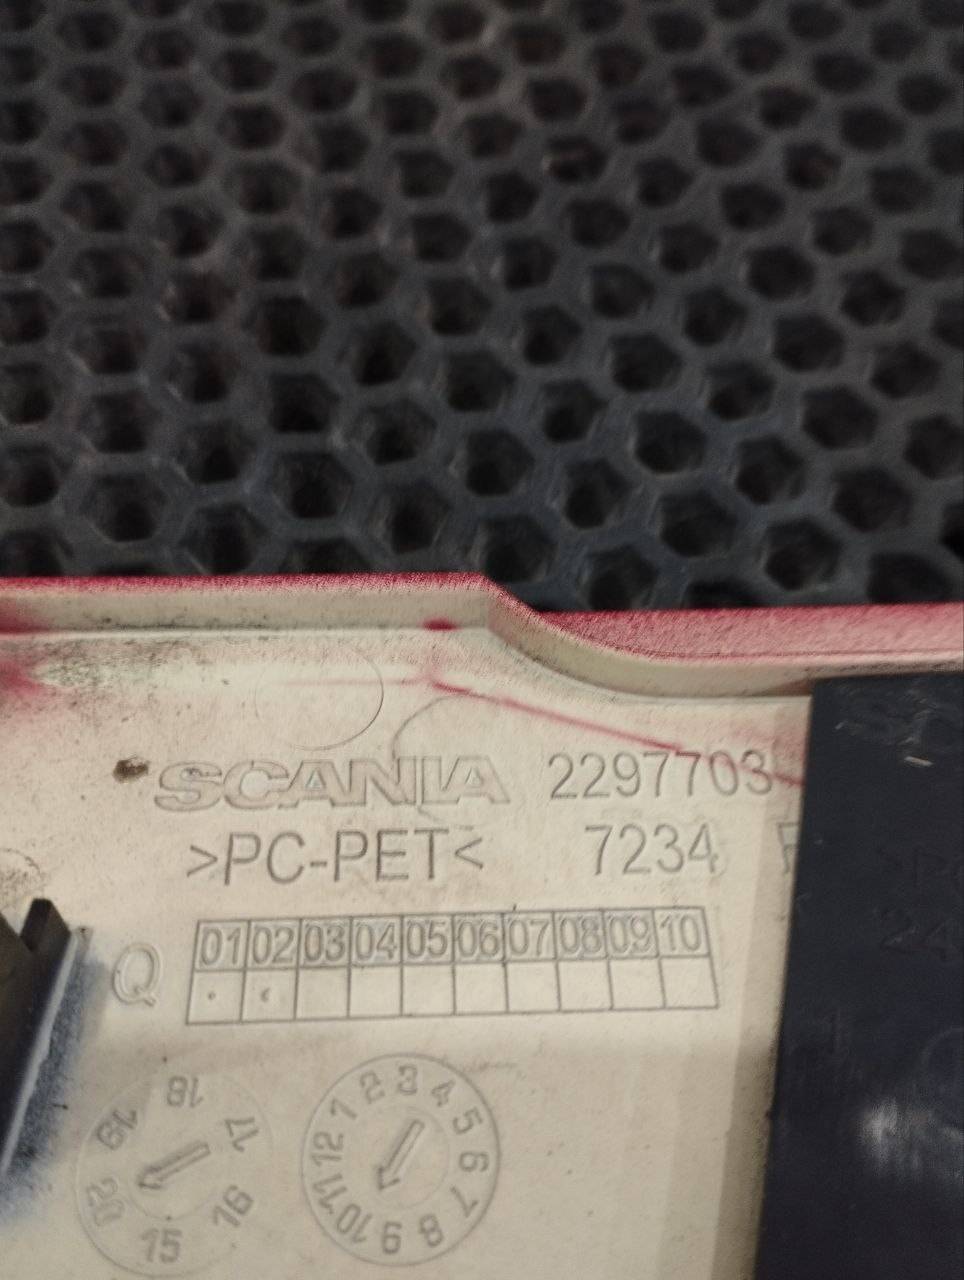 SCANIA 2297703
>PC-PET< 7234
Q 01 02 03 04 05 06 07 08 09 10
15 16 17 18 19 20
1 2 3 4 5 6 7 8 9 10 11 12